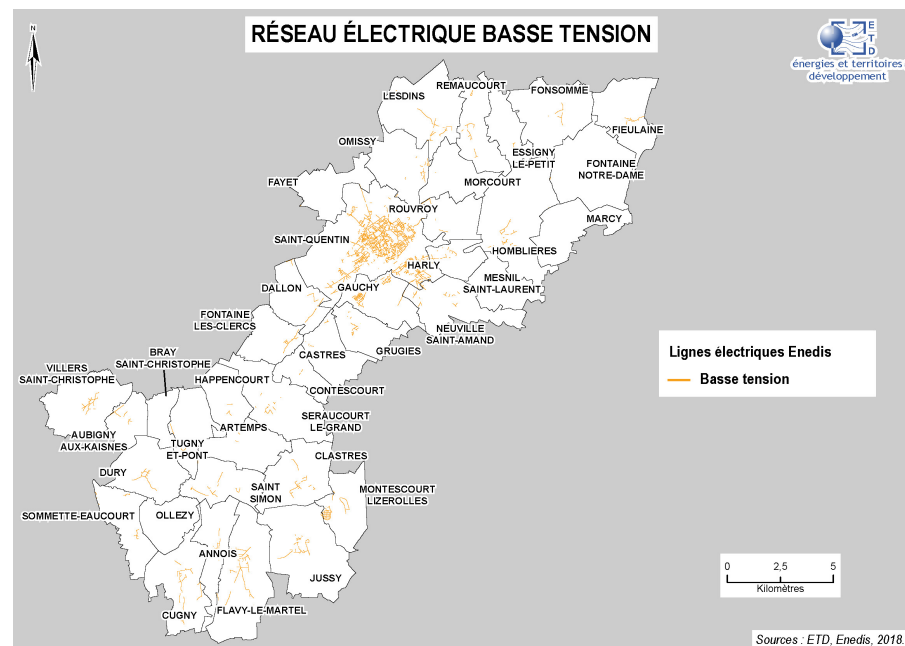 RÉSEAU ÉLECTRIQUE BASSE TENSION
N
E
T
D
énergies et territoires
développement
REMAUCOURT
LESDINS
FONSOMME
FIEULAINE
OMISSY
ESSIGNY
LE-PETIT
FONTAINE
NOTRE-DAME
FAYET
MORCOURT
ROUVROY
MARCY
SAINT-QUENTIN
HOMBLIERES
HARLY
MESNIL
SAINT-LAURENT
DALLON
GAUCHY
FONTAINE
LES-CLERCS
NEUVILLE
SAINT-AMAND
BRAY
SAINT-CHRISTOPHE
CASTRES
GRUGIES
VILLERS
SAINT-CHRISTOPHE
HAPPENCOURT
CONTESCOURT
SERAUCOURT
LE-GRAND
ARTEMPS
AUBIGNY
AUX-KAISNES
TUGNY
ET-PONT
CLASTRES
DURY
SAINT
SIMON
MONTESCOURT
LIZEROLLES
SOMMETTE-EAUCOURT
OLLEZY
ANNOIS
JUSSY
CUGNY
FLAVY-LE-MARTEL
Lignes électriques Enedis
Basse tension
0 2,5 5
Kilomètres
Sources : ETD, Enedis, 2018.